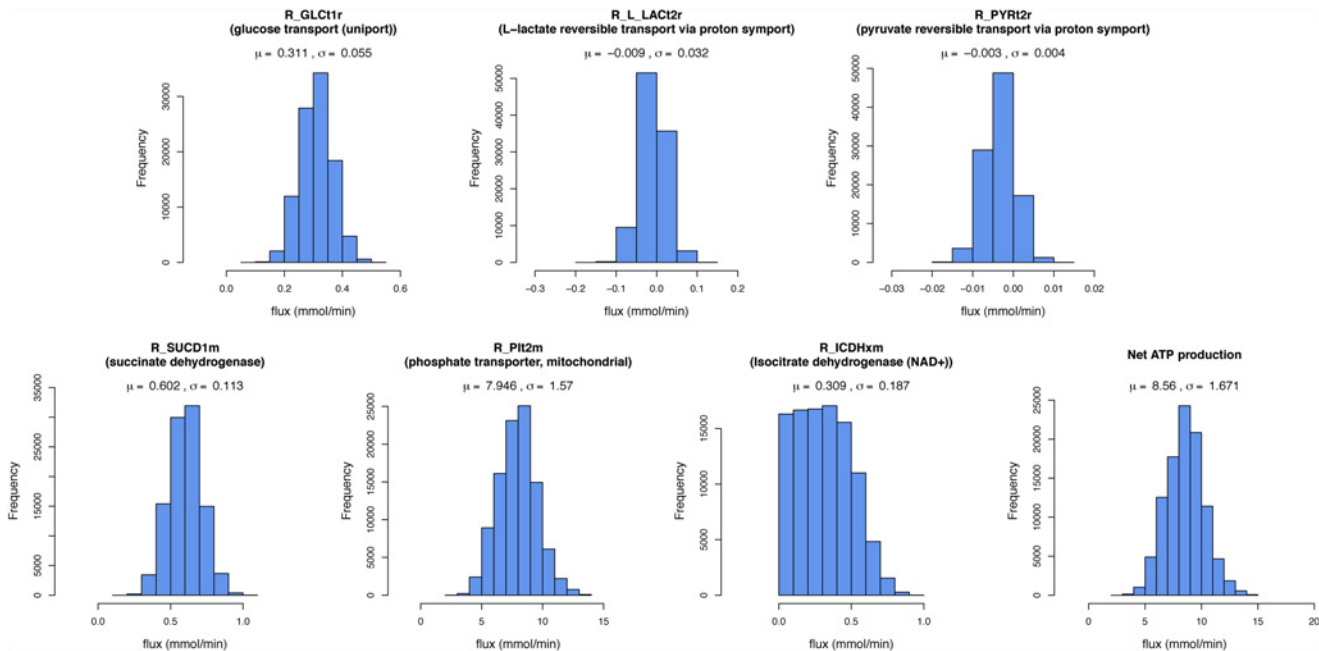 R_GLCt1r
(glucose transport (uniport))
μ = 0.311 , σ = 0.055
Frequency
0 10000 20000 30000
0.0 0.2 0.4 0.6
flux (mmol/min)
R_L_LACt2r
(L−lactate reversible transport via proton symport)
μ = −0.009 , σ = 0.032
Frequency
0 10000 20000 30000 40000 50000
−0.3 −0.2 −0.1 0.0 0.1 0.2
flux (mmol/min)
R_PYRt2r
(pyruvate reversible transport via proton symport)
μ = −0.003 , σ = 0.004
Frequency
0 10000 20000 30000 40000 50000
−0.03 −0.02 −0.01 0.00 0.01 0.02
flux (mmol/min)
R_SUCD1m
(succinate dehydrogenase)
μ = 0.602 , σ = 0.113
Frequency
0 5000 15000 25000 35000
0.0 0.5 1.0
flux (mmol/min)
R_PIt2m
(phosphate transporter, mitochondrial)
μ = 7.946 , σ = 1.57
Frequency
0 5000 10000 15000 20000 25000
0 5 10 15
flux (mmol/min)
R_ICDHxm
(Isocitrate dehydrogenase (NAD+))
μ = 0.309 , σ = 0.187
Frequency
0 5000 10000 15000
0.0 0.5 1.0
flux (mmol/min)
Net ATP production
μ = 8.56 , σ = 1.671
Frequency
0 5000 10000 15000 20000 25000
0 5 10 15 20
flux (mmol/min)